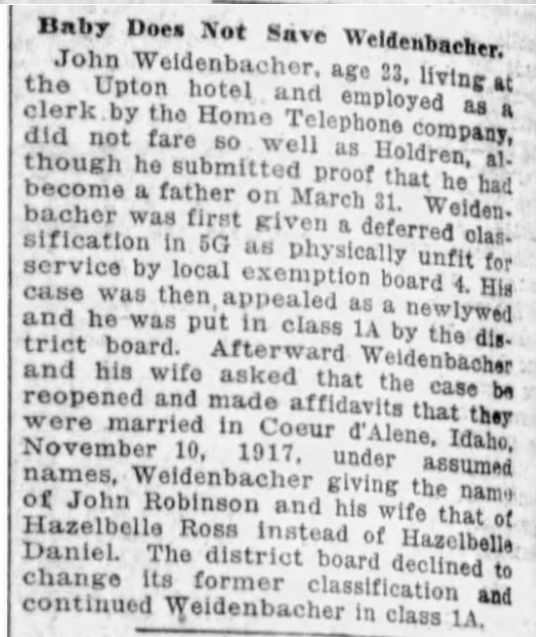 Baby Does Not Save Weidenbacher.
John Weidenbacher, age 23, living at
the Upton hotel and employed as a
clerk by the Home Telephone company,
did not fare so well as Holdren, al-
though he submitted proof that he had
become a father on March 31. Weiden-
bacher was first given a deferred clas-
sification in 5G as physically unfit for
service by local exemption board 4. His
case was then appealed as a newlywed
and he was put in class 1A by the dis-
trict board. Afterward Weidenbacher
and his wife asked that the case be
reopened and made affidavits that they
were married in Coeur d'Alene, Idaho,
November 10, 1917, under assumed
names, Weidenbacher giving the name
of John Robinson and his wife that of
Hazelbelle Ross instead of Hazelbelle
Daniel. The district board declined to
change its former classification and
continued Weidenbacher in class 1A.